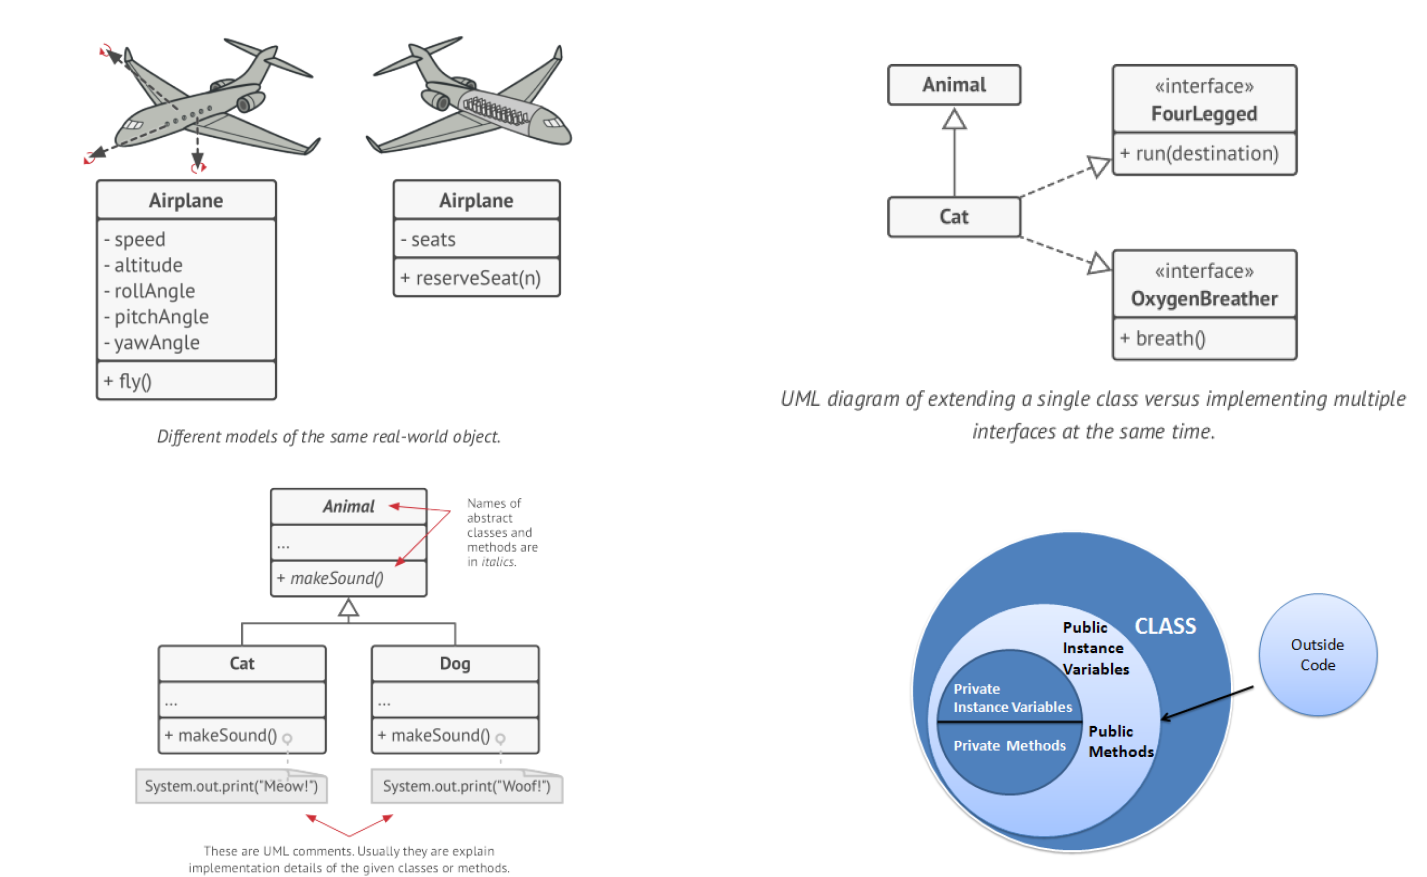 Airplane
- speed
- altitude
- rollAngle
- pitchAngle
- yawAngle
+ fly()
Airplane
- seats
+ reserveSeat(n)
Different models of the same real-world object.
Animal
Cat
«interface»
FourLegged
+ run(destination)
«interface»
OxygenBreather
+ breath()
UML diagram of extending a single class versus implementing multiple
interfaces at the same time.
Animal
...
+ makeSound()
Names of
abstract
classes and
methods are
in italics.
Cat
...
+ makeSound()
System.out.print("Meow!")
Dog
...
+ makeSound()
System.out.print("Woof!")
These are UML comments. Usually they are explain
implementation details of the given classes or methods.
CLASS
Public
Instance
Variables
Private
Instance Variables
Private Methods
Public
Methods
Outside
Code